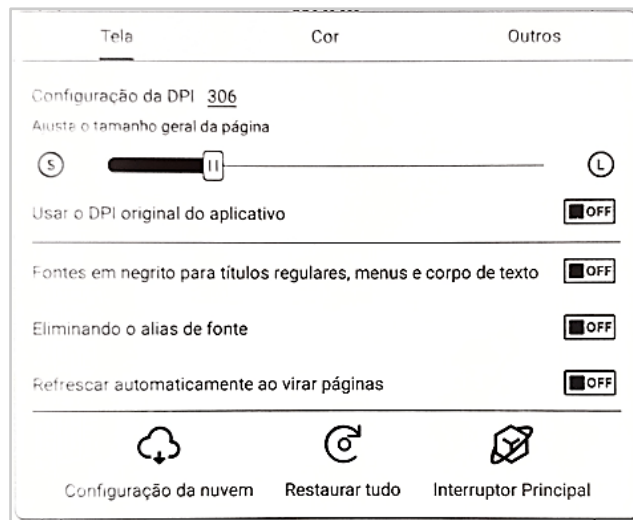 Tela Cor Outros
Configuração da DPI 306
Ajusta o tamanho geral da página
S L
Usar o DPI original do aplicativo OFF
Fontes em negrito para títulos regulares, menus e corpo de texto OFF
Eliminando o alias de fonte OFF
Refrescar automaticamente ao virar páginas OFF
Configuração da nuvem Restaurar tudo Interruptor Principal